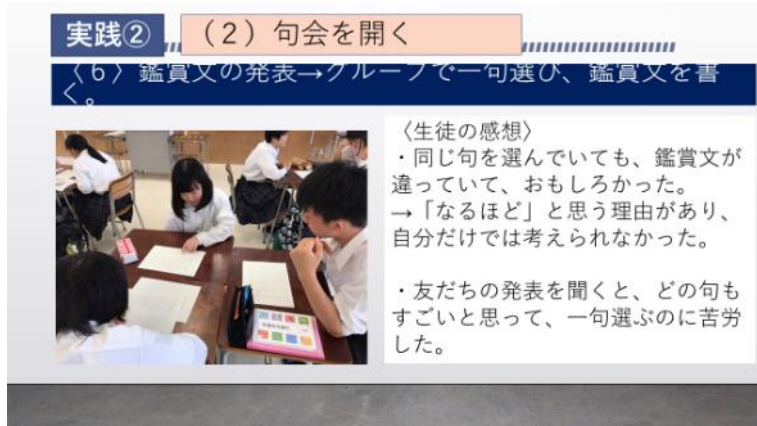 実践②
（２）句会を開く
〈６〉鑑賞文の発表→グループで一句選び、鑑賞文を書
く。
〈生徒の感想〉
・同じ句を選んでいても、鑑賞文が
違っていて、おもしろかった。
→「なるほど」と思う理由があり、
自分だけでは考えられなかった。
・友だちの発表を聞くと、どの句も
すごいと思って、一句選ぶのに苦労
した。